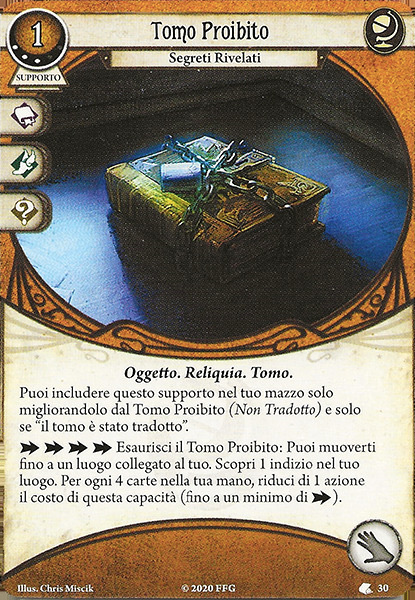 1
Tomo Proibito
SUPPORTO
Segreti Rivelati
?
Oggetto. Reliquia. Tomo.
Puoi includere questo supporto nel tuo mazzo solo
migliorandolo dal Tomo Proibito (Non Tradotto) e solo
se “il tomo è stato tradotto”.
Esaurisci il Tomo Proibito: Puoi muoverti
fino a un luogo collegato al tuo. Scopri 1 indizio nel tuo
luogo. Per ogni 4 carte nella tua mano, riduci di 1 azione
il costo di questa capacità (fino a un minimo di ).
Illus. Chris Miscik © 2020 FFG 30